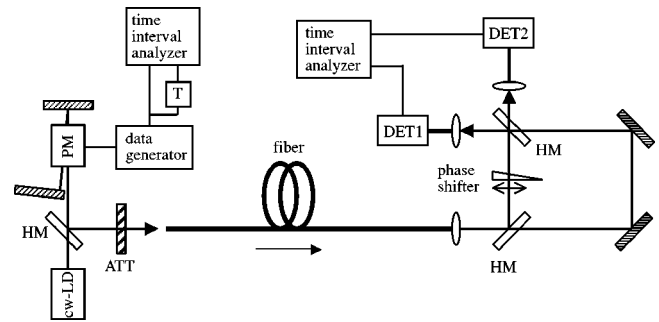 time
interval
analyzer
T
PM
data
generator
HM
ATT
cw-LD
fiber
time
interval
analyzer
DET2
DET1
HM
phase
shifter
HM